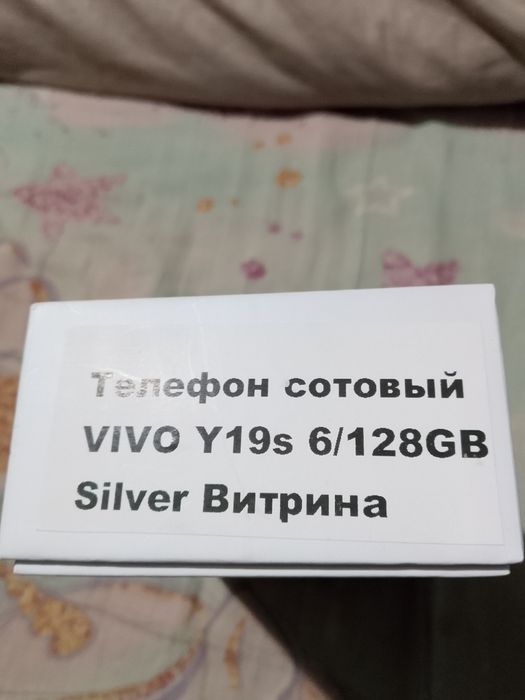 Телефон сотовый
VIVO Y19s 6/128GB
Silver Витрина